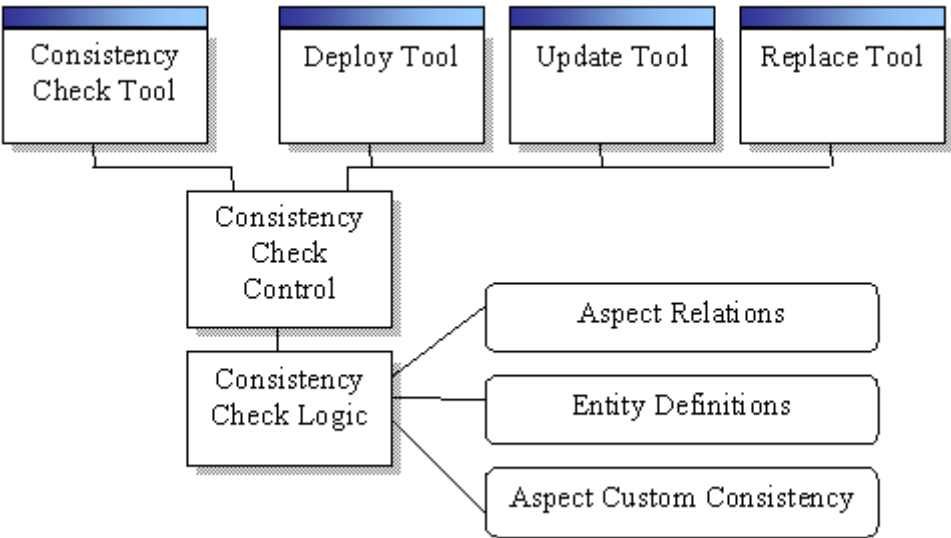 Consistency
Check Tool
Deploy Tool
Update Tool
Replace Tool
Consistency
Check
Control
Aspect Relations
Consistency
Check Logic
Entity Definitions
Aspect Custom Consistency